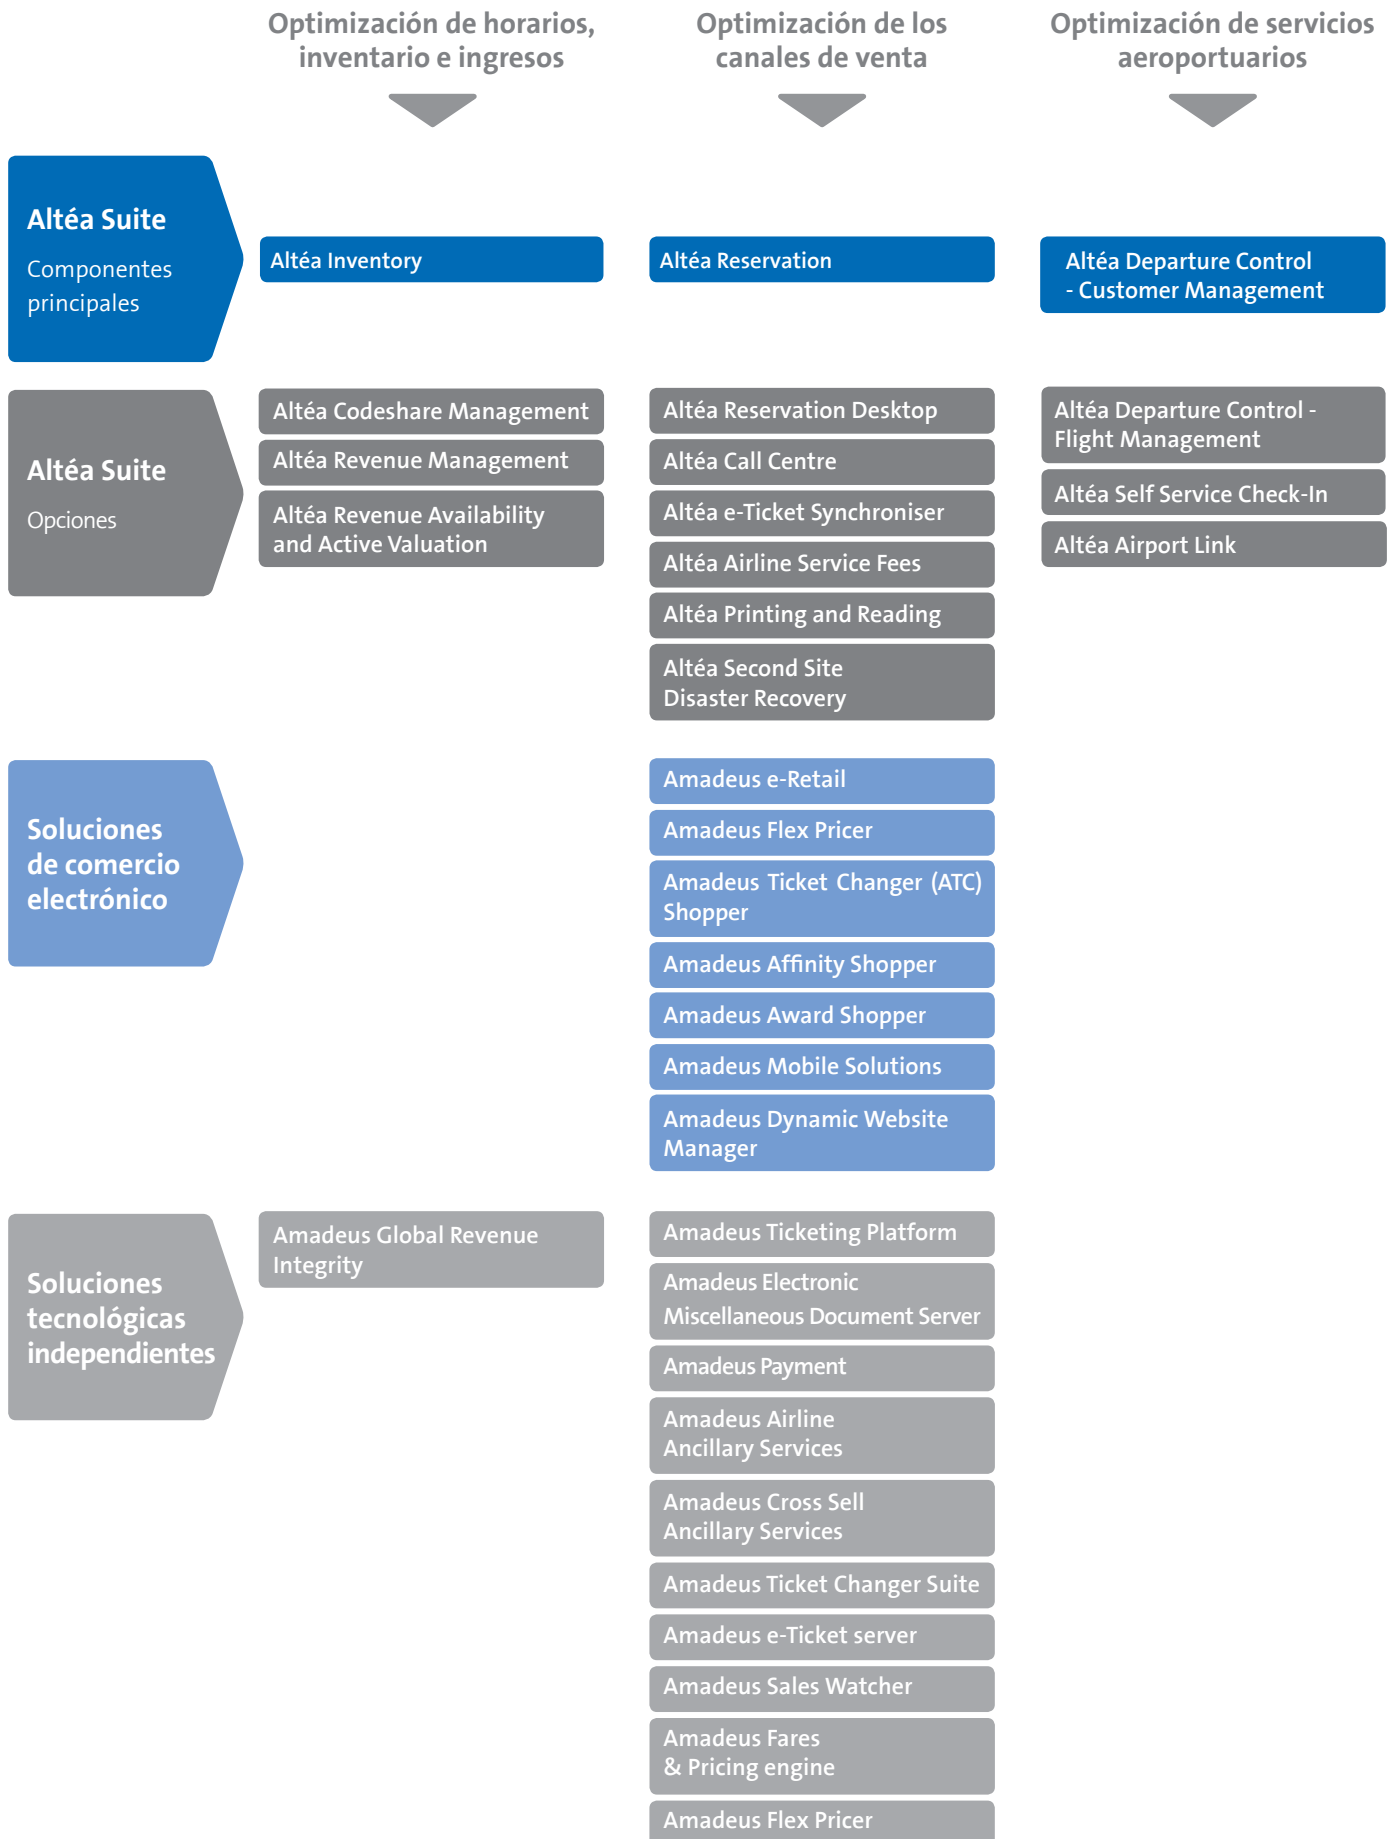 Optimización de horarios,
inventario e ingresos
Optimización de los
canales de venta
Optimización de servicios
aeroportuarios
Altéa Suite
Componentes
principales
Altéa Inventory
Altéa Reservation
Altéa Departure Control
- Customer Management
Altéa Suite
Opciones
Altéa Codeshare Management
Altéa Revenue Management
Altéa Revenue Availability
and Active Valuation
Altéa Reservation Desktop
Altéa Call Centre
Altéa e-Ticket Synchroniser
Altéa Airline Service Fees
Altéa Printing and Reading
Altéa Second Site
Disaster Recovery
Altéa Departure Control -
Flight Management
Altéa Self Service Check-In
Altéa Airport Link
Soluciones
de comercio
electrónico
Amadeus e-Retail
Amadeus Flex Pricer
Amadeus Ticket Changer (ATC)
Shopper
Amadeus Affinity Shopper
Amadeus Award Shopper
Amadeus Mobile Solutions
Amadeus Dynamic Website
Manager
Soluciones
tecnológicas
independientes
Amadeus Global Revenue
Integrity
Amadeus Ticketing Platform
Amadeus Electronic
Miscellaneous Document Server
Amadeus Payment
Amadeus Airline
Ancillary Services
Amadeus Cross Sell
Ancillary Services
Amadeus Ticket Changer Suite
Amadeus e-Ticket server
Amadeus Sales Watcher
Amadeus Fares
& Pricing engine
Amadeus Flex Pricer